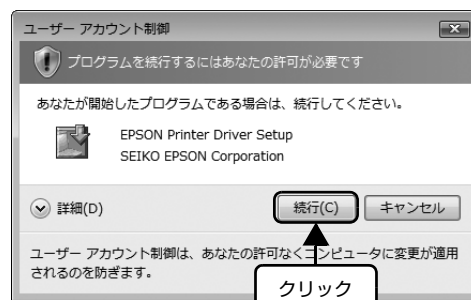 ユーザー アカウント制御
プログラムを続行するにはあなたの許可が必要です
あなたが開始したプログラムである場合は、続行してください。
EPSON Printer Driver Setup
SEIKO EPSON Corporation
詳細(D)
続行(C)
キャンセル
ユーザー アカウント制御は、あなたの許可なくコンピュータに変更が適用
されるのを防ぎます。
クリック